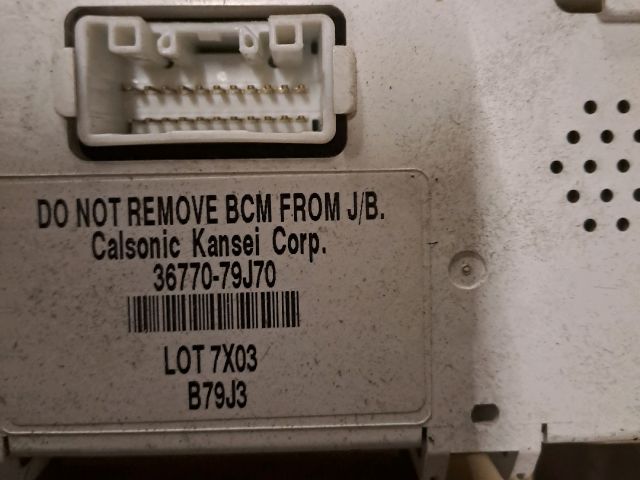 DO NOT REMOVE BCM FROM J/B.
Calsonic Kansei Corp.
36770-79J70
LOT 7X03
B79J3